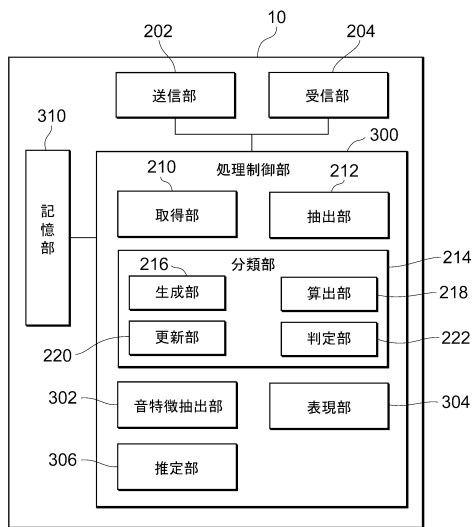 10
202
204
送信部
受信部
310
300
記憶部
処理制御部
210
212
取得部
抽出部
214
分類部
216
生成部
算出部
218
更新部
判定部
220
222
302
音特徴抽出部
表現部
304
306
推定部